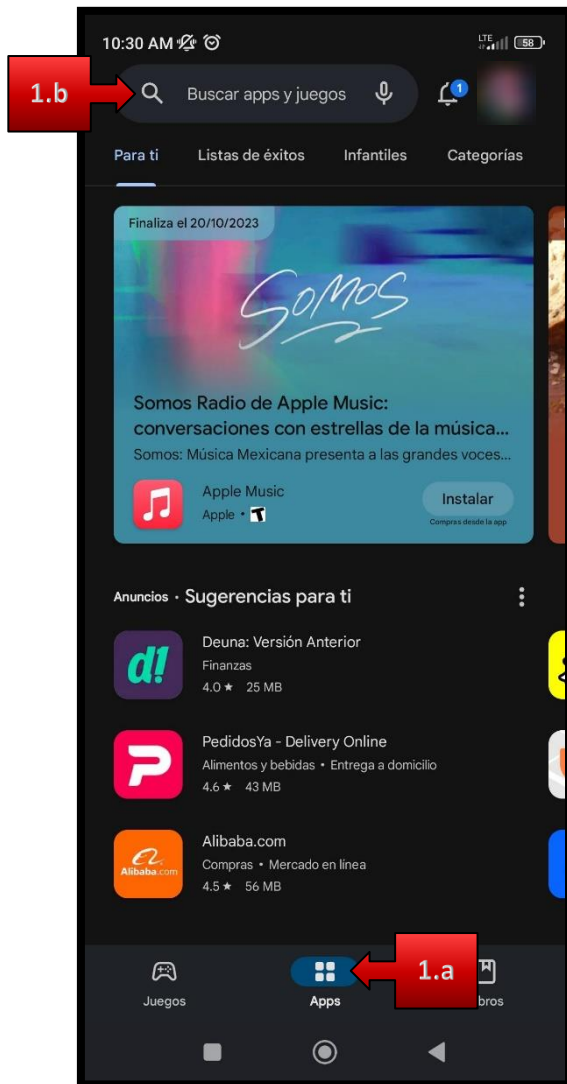 10:30 AM
LTE
58
1.b
Buscar apps y juegos
1
Para ti Listas de éxitos Infantiles Categorías
Finaliza el 20/10/2023
SOMOS
Somos Radio de Apple Music:
conversaciones con estrellas de la música...
Somos: Música Mexicana presenta a las grandes voces...
Apple Music
Apple • T
Instalar
Compras desde la app
Anuncios • Sugerencias para ti
d!
Deuna: Versión Anterior
Finanzas
4.0 ★ 25 MB
PedidosYa - Delivery Online
Alimentos y bebidas • Entrega a domicilio
4.6 ★ 43 MB
Alibaba.com
Alibaba.com
Compras • Mercado en línea
4.5 ★ 56 MB
1.a
Juegos Apps bros